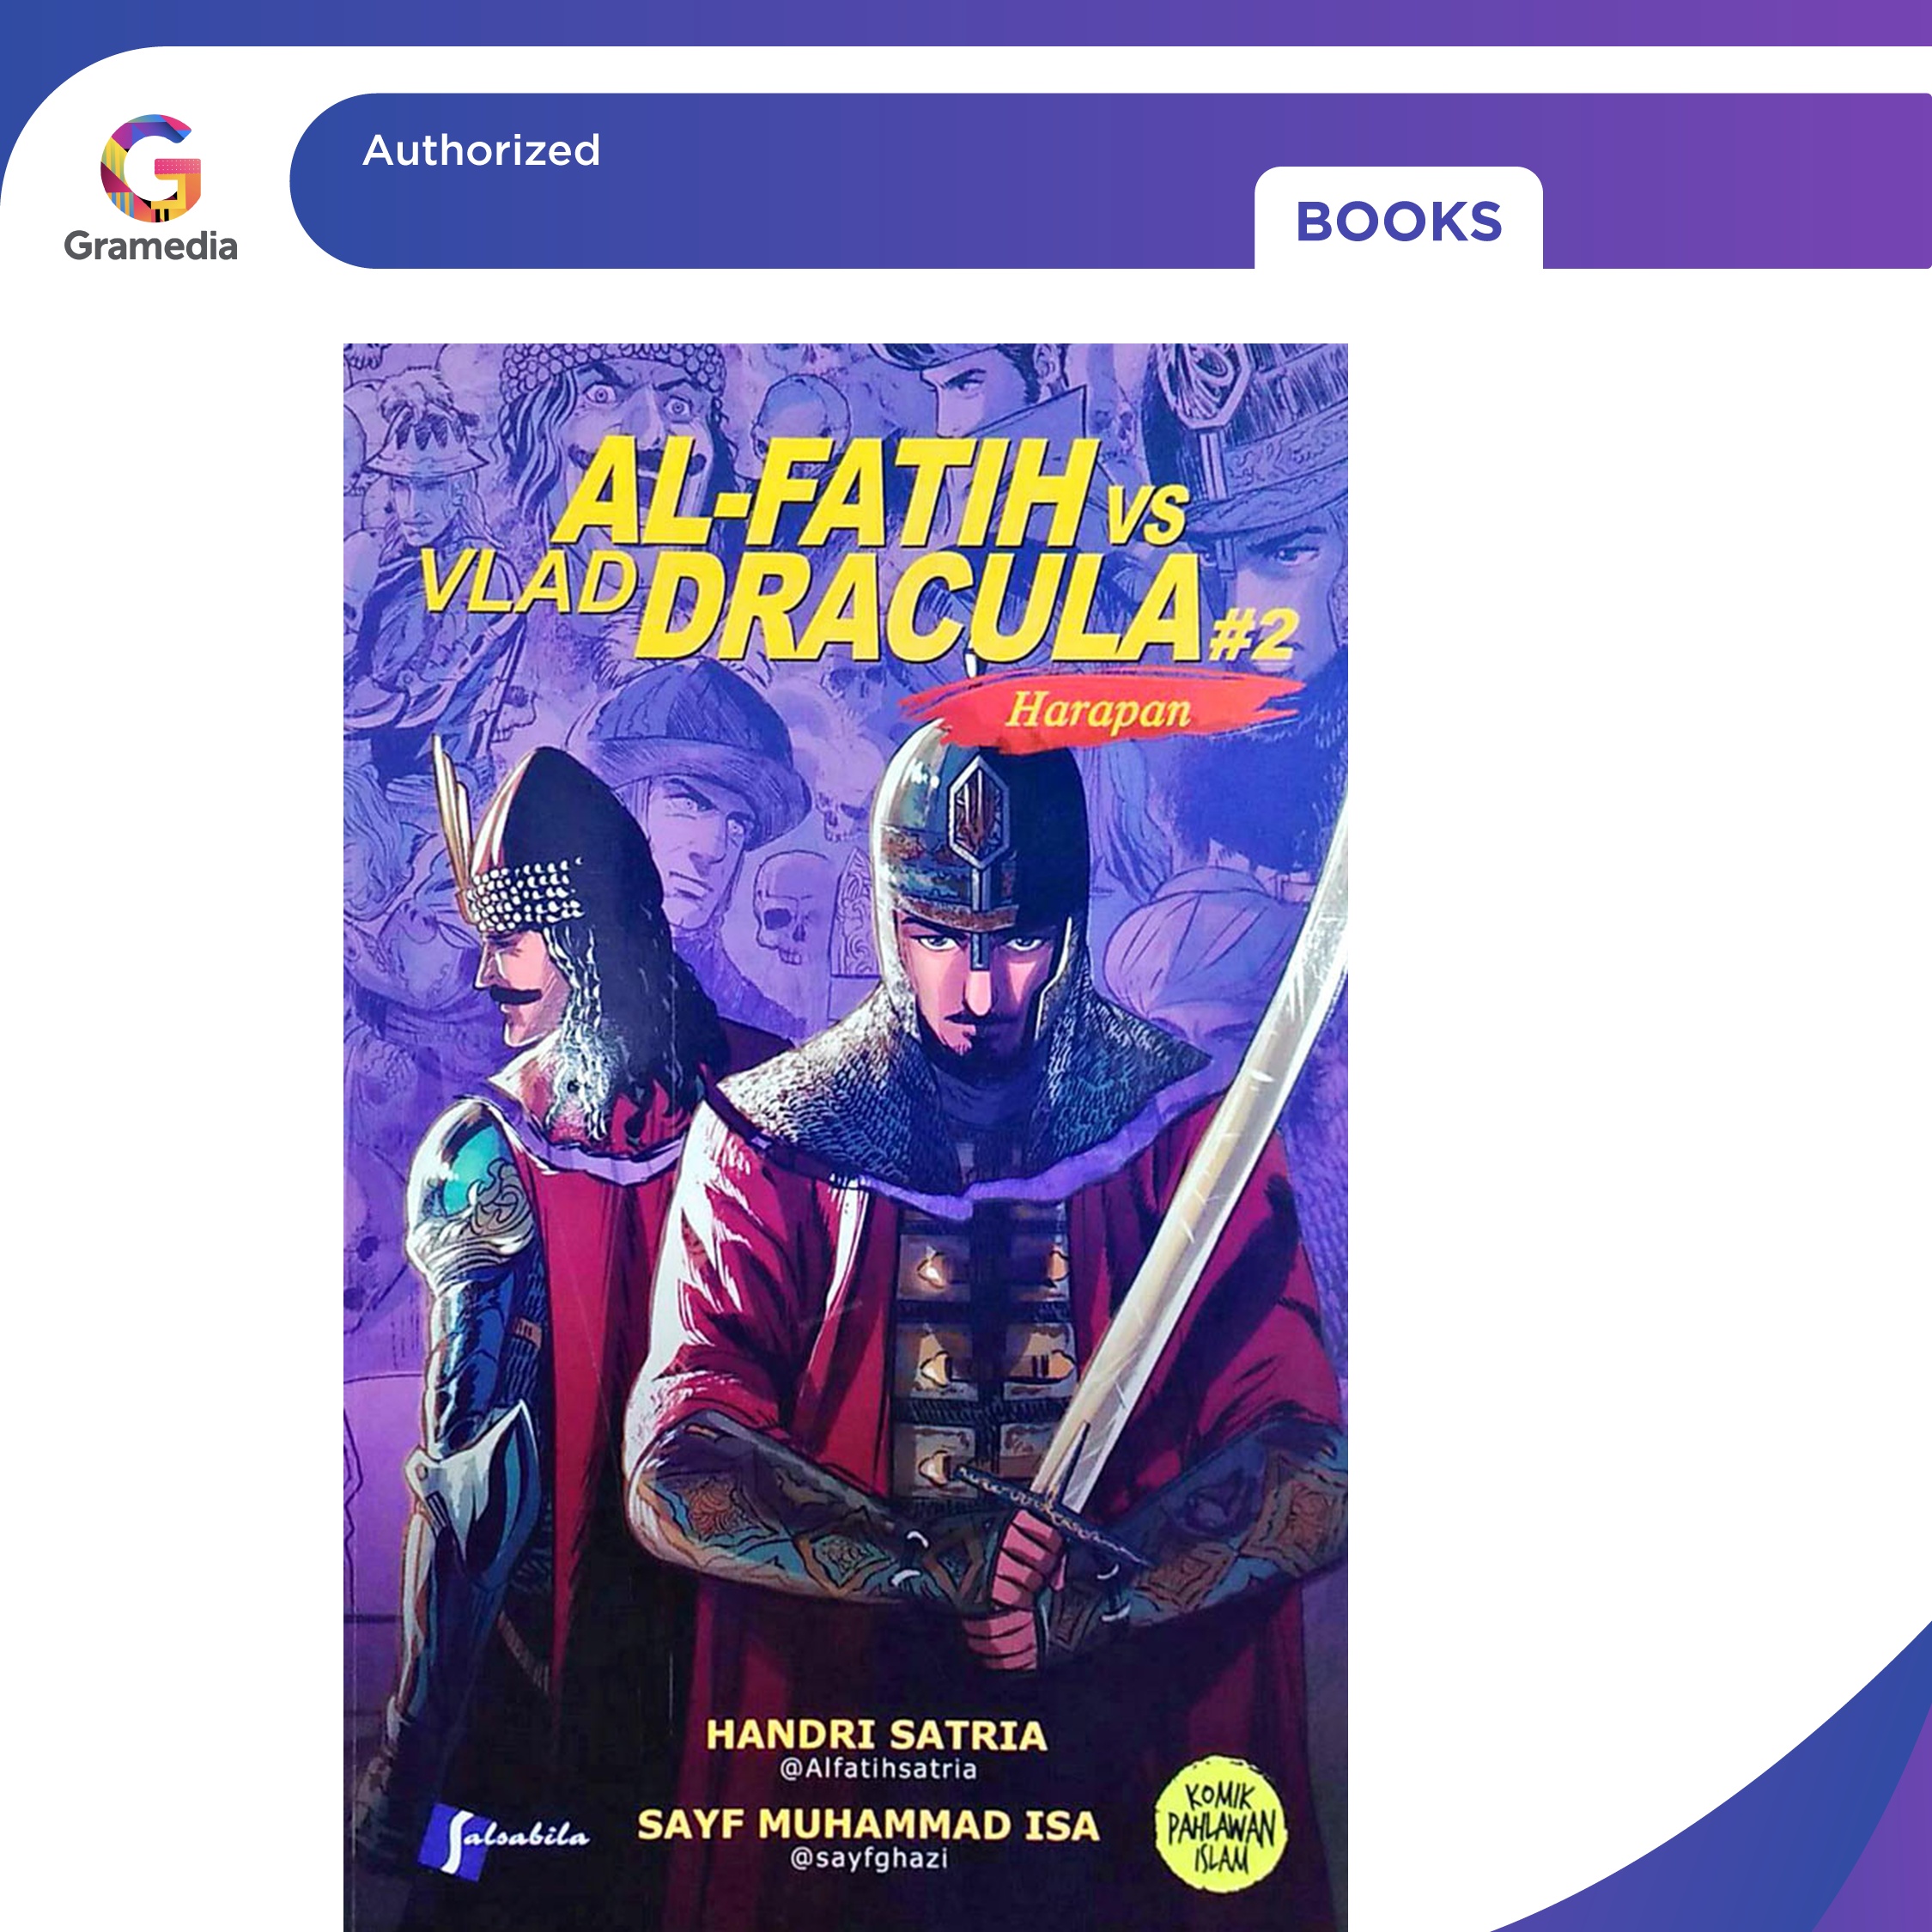 Gramedia
Authorized
BOOKS
AL-FATIH VS
VLAD DRACULA #2
Harapan
HANDRI SATRIA
@Alfatihsatria
SAYF MUHAMMAD ISA
@sayfghazi
Salsabila
KOMIK
PAHLAWAN
ISLAM